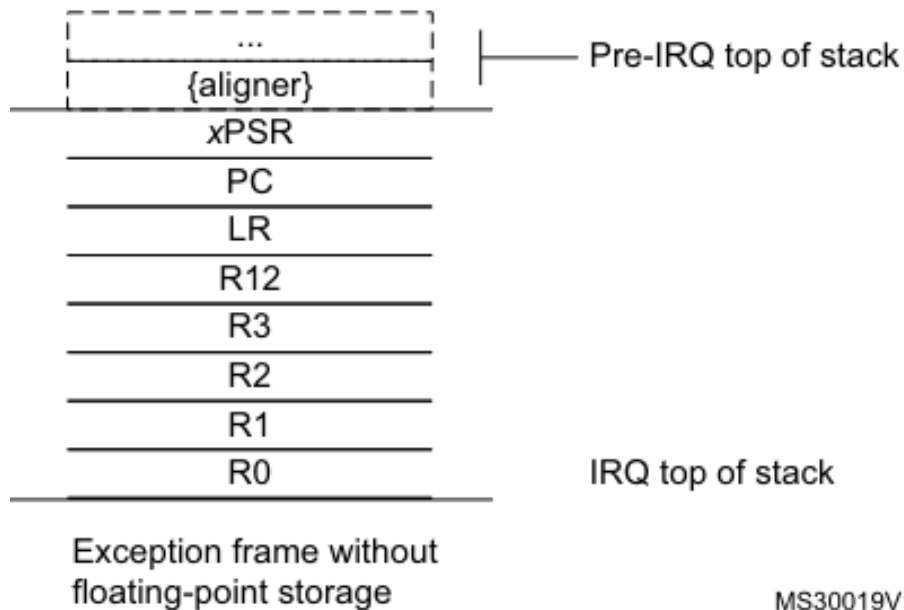 ...
Pre-IRQ top of stack
{aligner}
xPSR
PC
LR
R12
R3
R2
R1
R0
IRQ top of stack
Exception frame without
floating-point storage
MS30019V